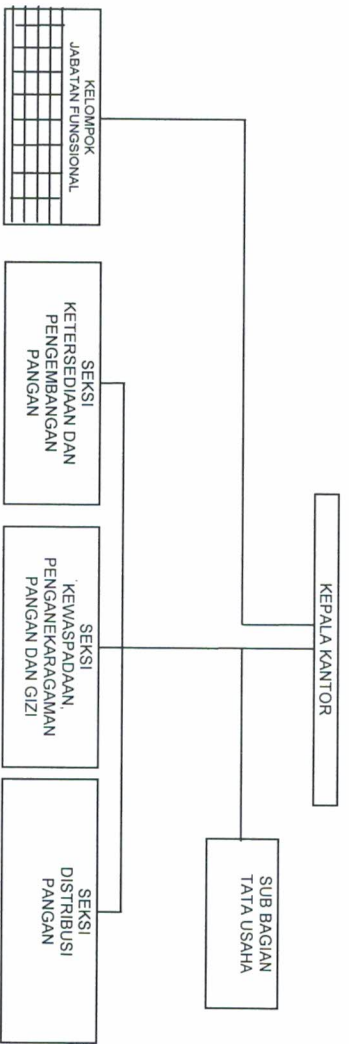 KEPALA KANTOR
SUB BAGIAN
TATA USAHA
KELOMPOK
JABATAN FUNGSIONAL
SEKSI
KETERSEDIAAN DAN
PENGEMBANGAN
PANGAN
SEKSI
KEWASPADAAN,
PENGANEKARAGAMAN
PANGAN DAN GIZI
SEKSI
DISTRIBUSI
PANGAN